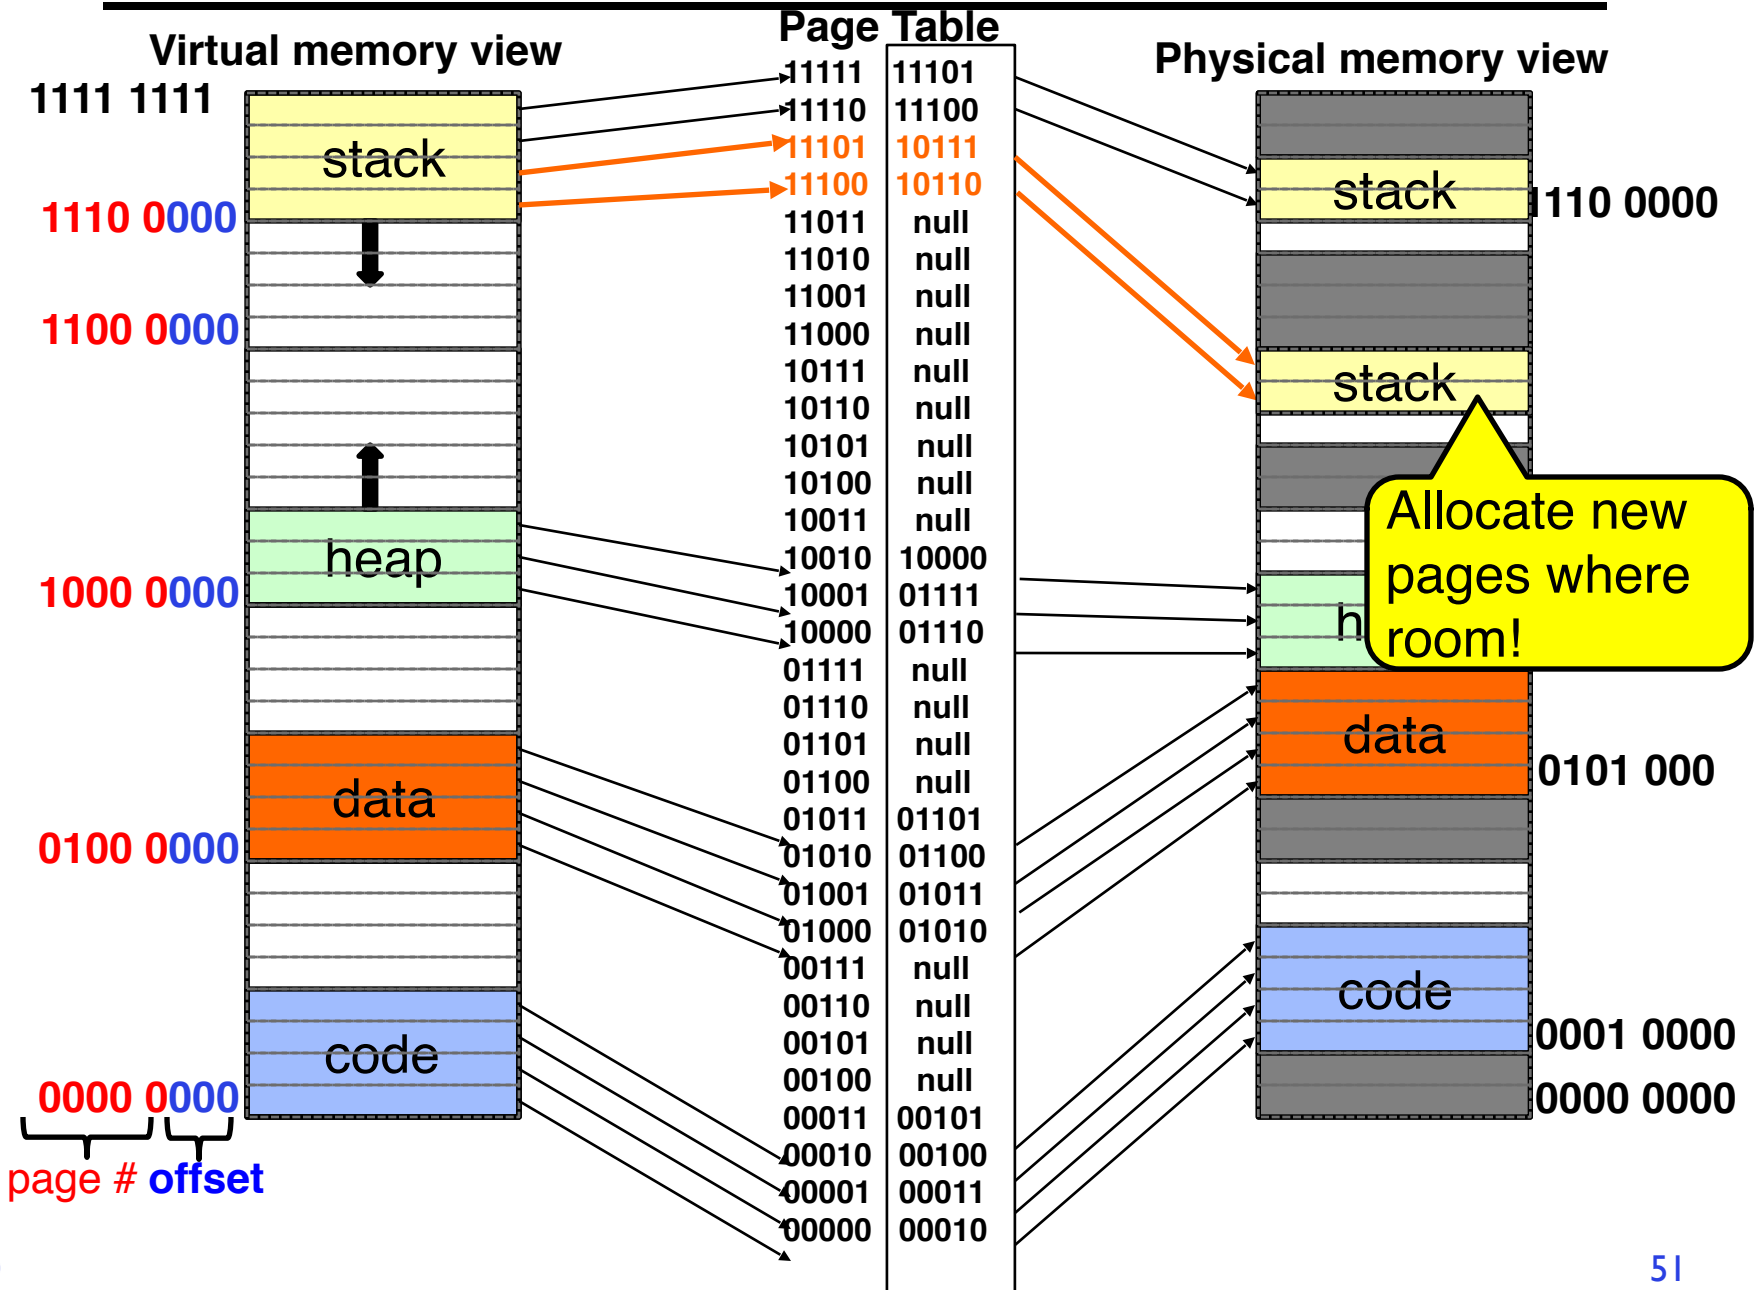 Page Table
Virtual memory view
Physical memory view
1111 1111
stack
1110 0000
1100 0000
heap
1000 0000
data
0100 0000
code
0000 0000
page # offset
11111 11101
11110 11100
11101 10111
11100 10110
11011 null
11010 null
11001 null
11000 null
10111 null
10110 null
10101 null
10100 null
10011 null
10010 10000
10001 01111
10000 01110
01111 null
01110 null
01101 null
01100 null
01011 01101
01010 01100
01001 01011
01000 01010
00111 null
00110 null
00101 null
00100 null
00011 00101
00010 00100
00001 00011
00000 00010
stack
1110 0000
stack
Allocate new
pages where
room!
h
data
0101 000
code
0001 0000
0000 0000
51